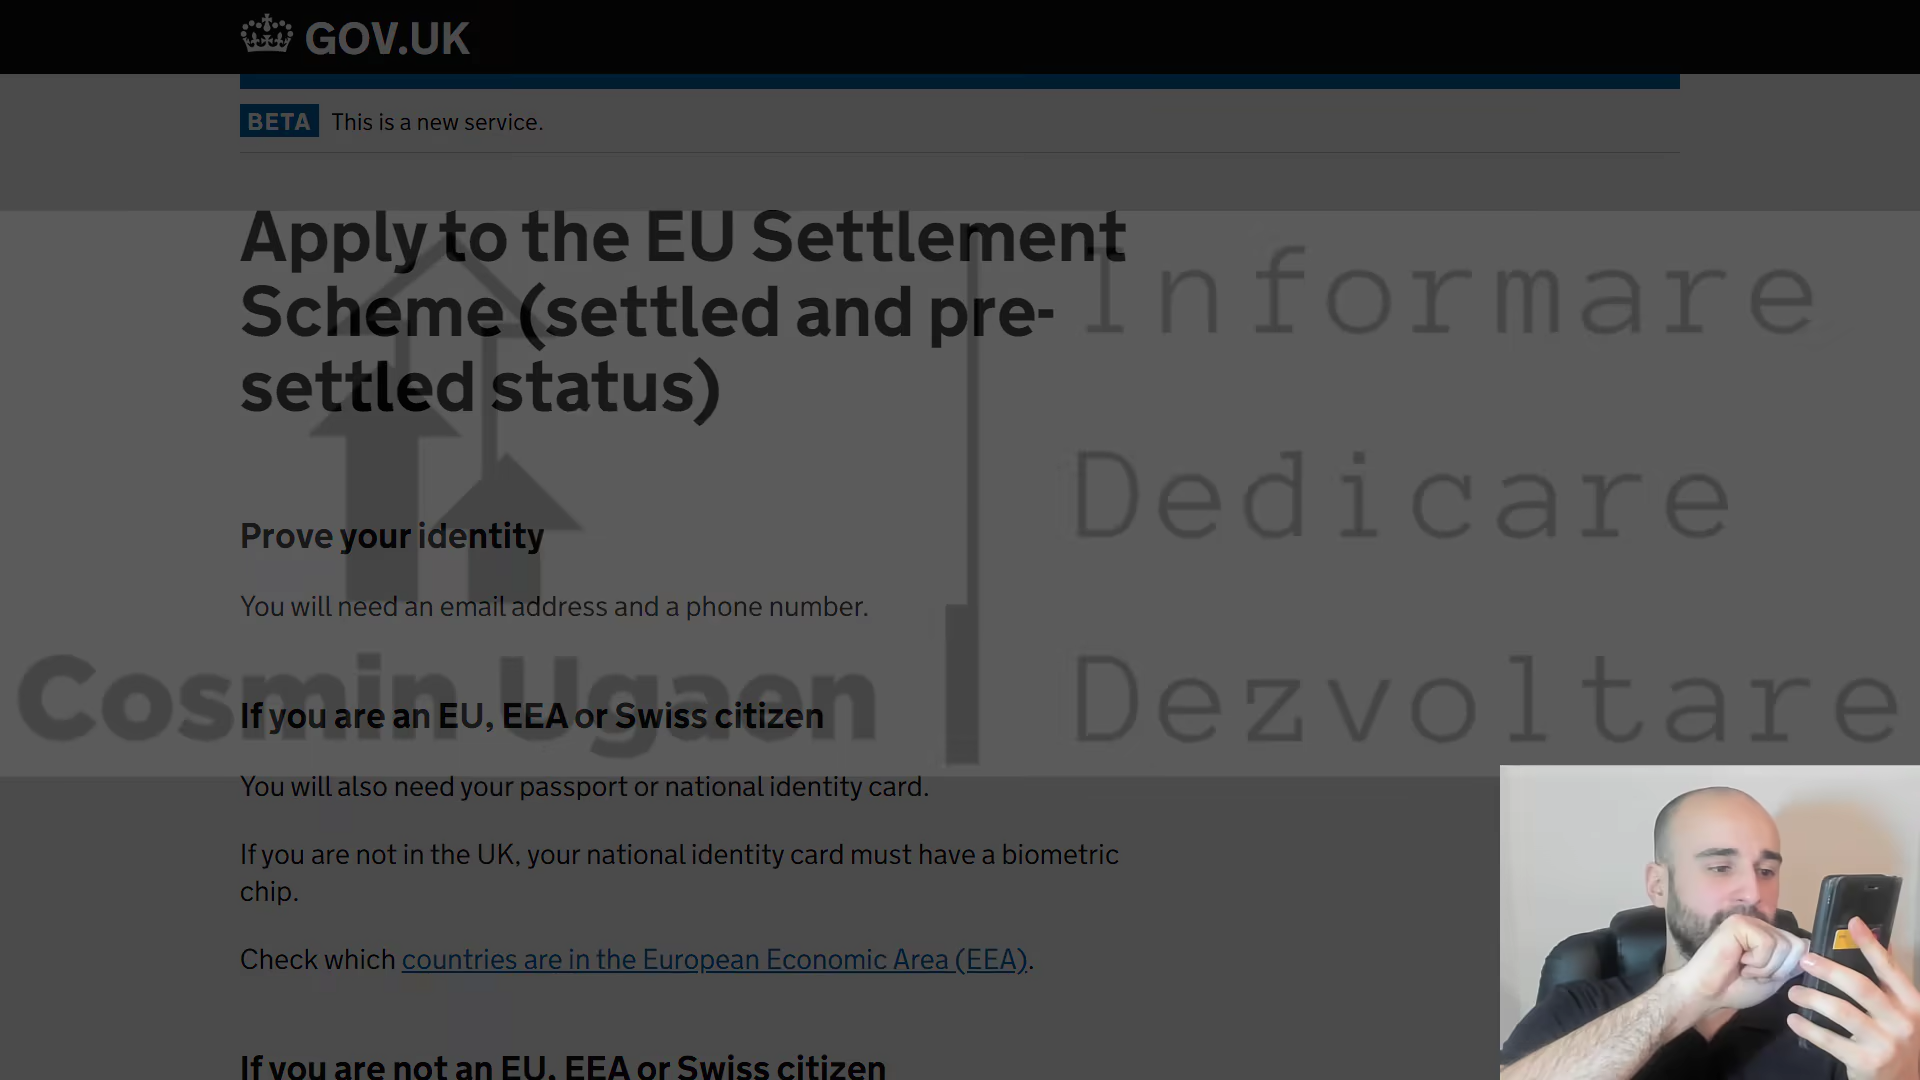 GOV.UK
BETA This is a new service.
Apply to the EU Settlement
Scheme (settled and pre-
settled status)
Informare
Dedicare
Dezvoltare
Cosmin Ugaen
Prove your identity
You will need an email address and a phone number.
If you are an EU, EEA or Swiss citizen
You will also need your passport or national identity card.
If you are not in the UK, your national identity card must have a biometric
chip.
Check which countries are in the European Economic Area (EEA).
If you are not an EU, EEA or Swiss citizen